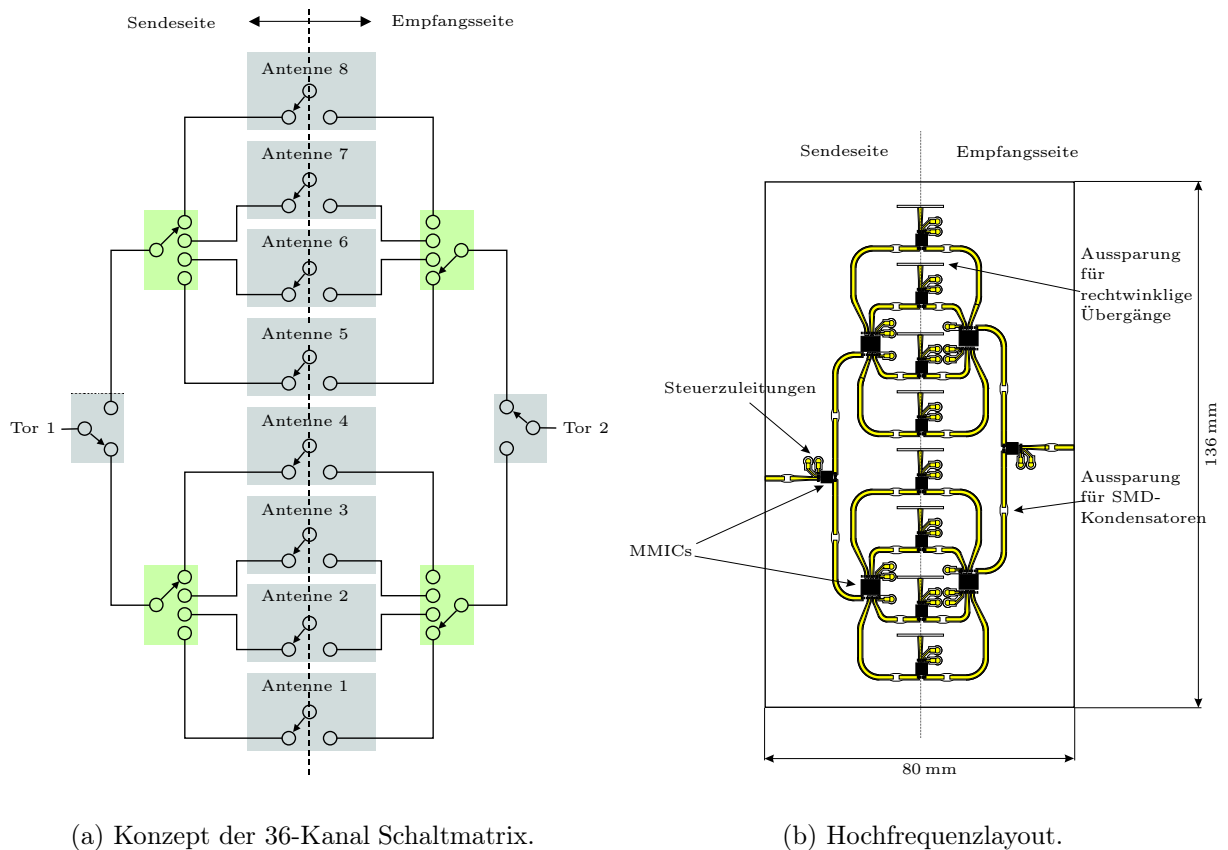 Sendeseite
Empfangsseite
Antenne 8
Antenne 7
Antenne 6
Antenne 5
Tor 1
Tor 2
Antenne 4
Antenne 3
Antenne 2
Antenne 1
(a) Konzept der 36-Kanal Schaltmatrix.
Sendeseite
Empfangsseite
Aussparung
für
rechtwinklige
Übergänge
Steuerzuleitungen
Aussparung
für SMD-
Kondensatoren
MMICs
136 mm
80 mm
(b) Hochfrequenzlayout.